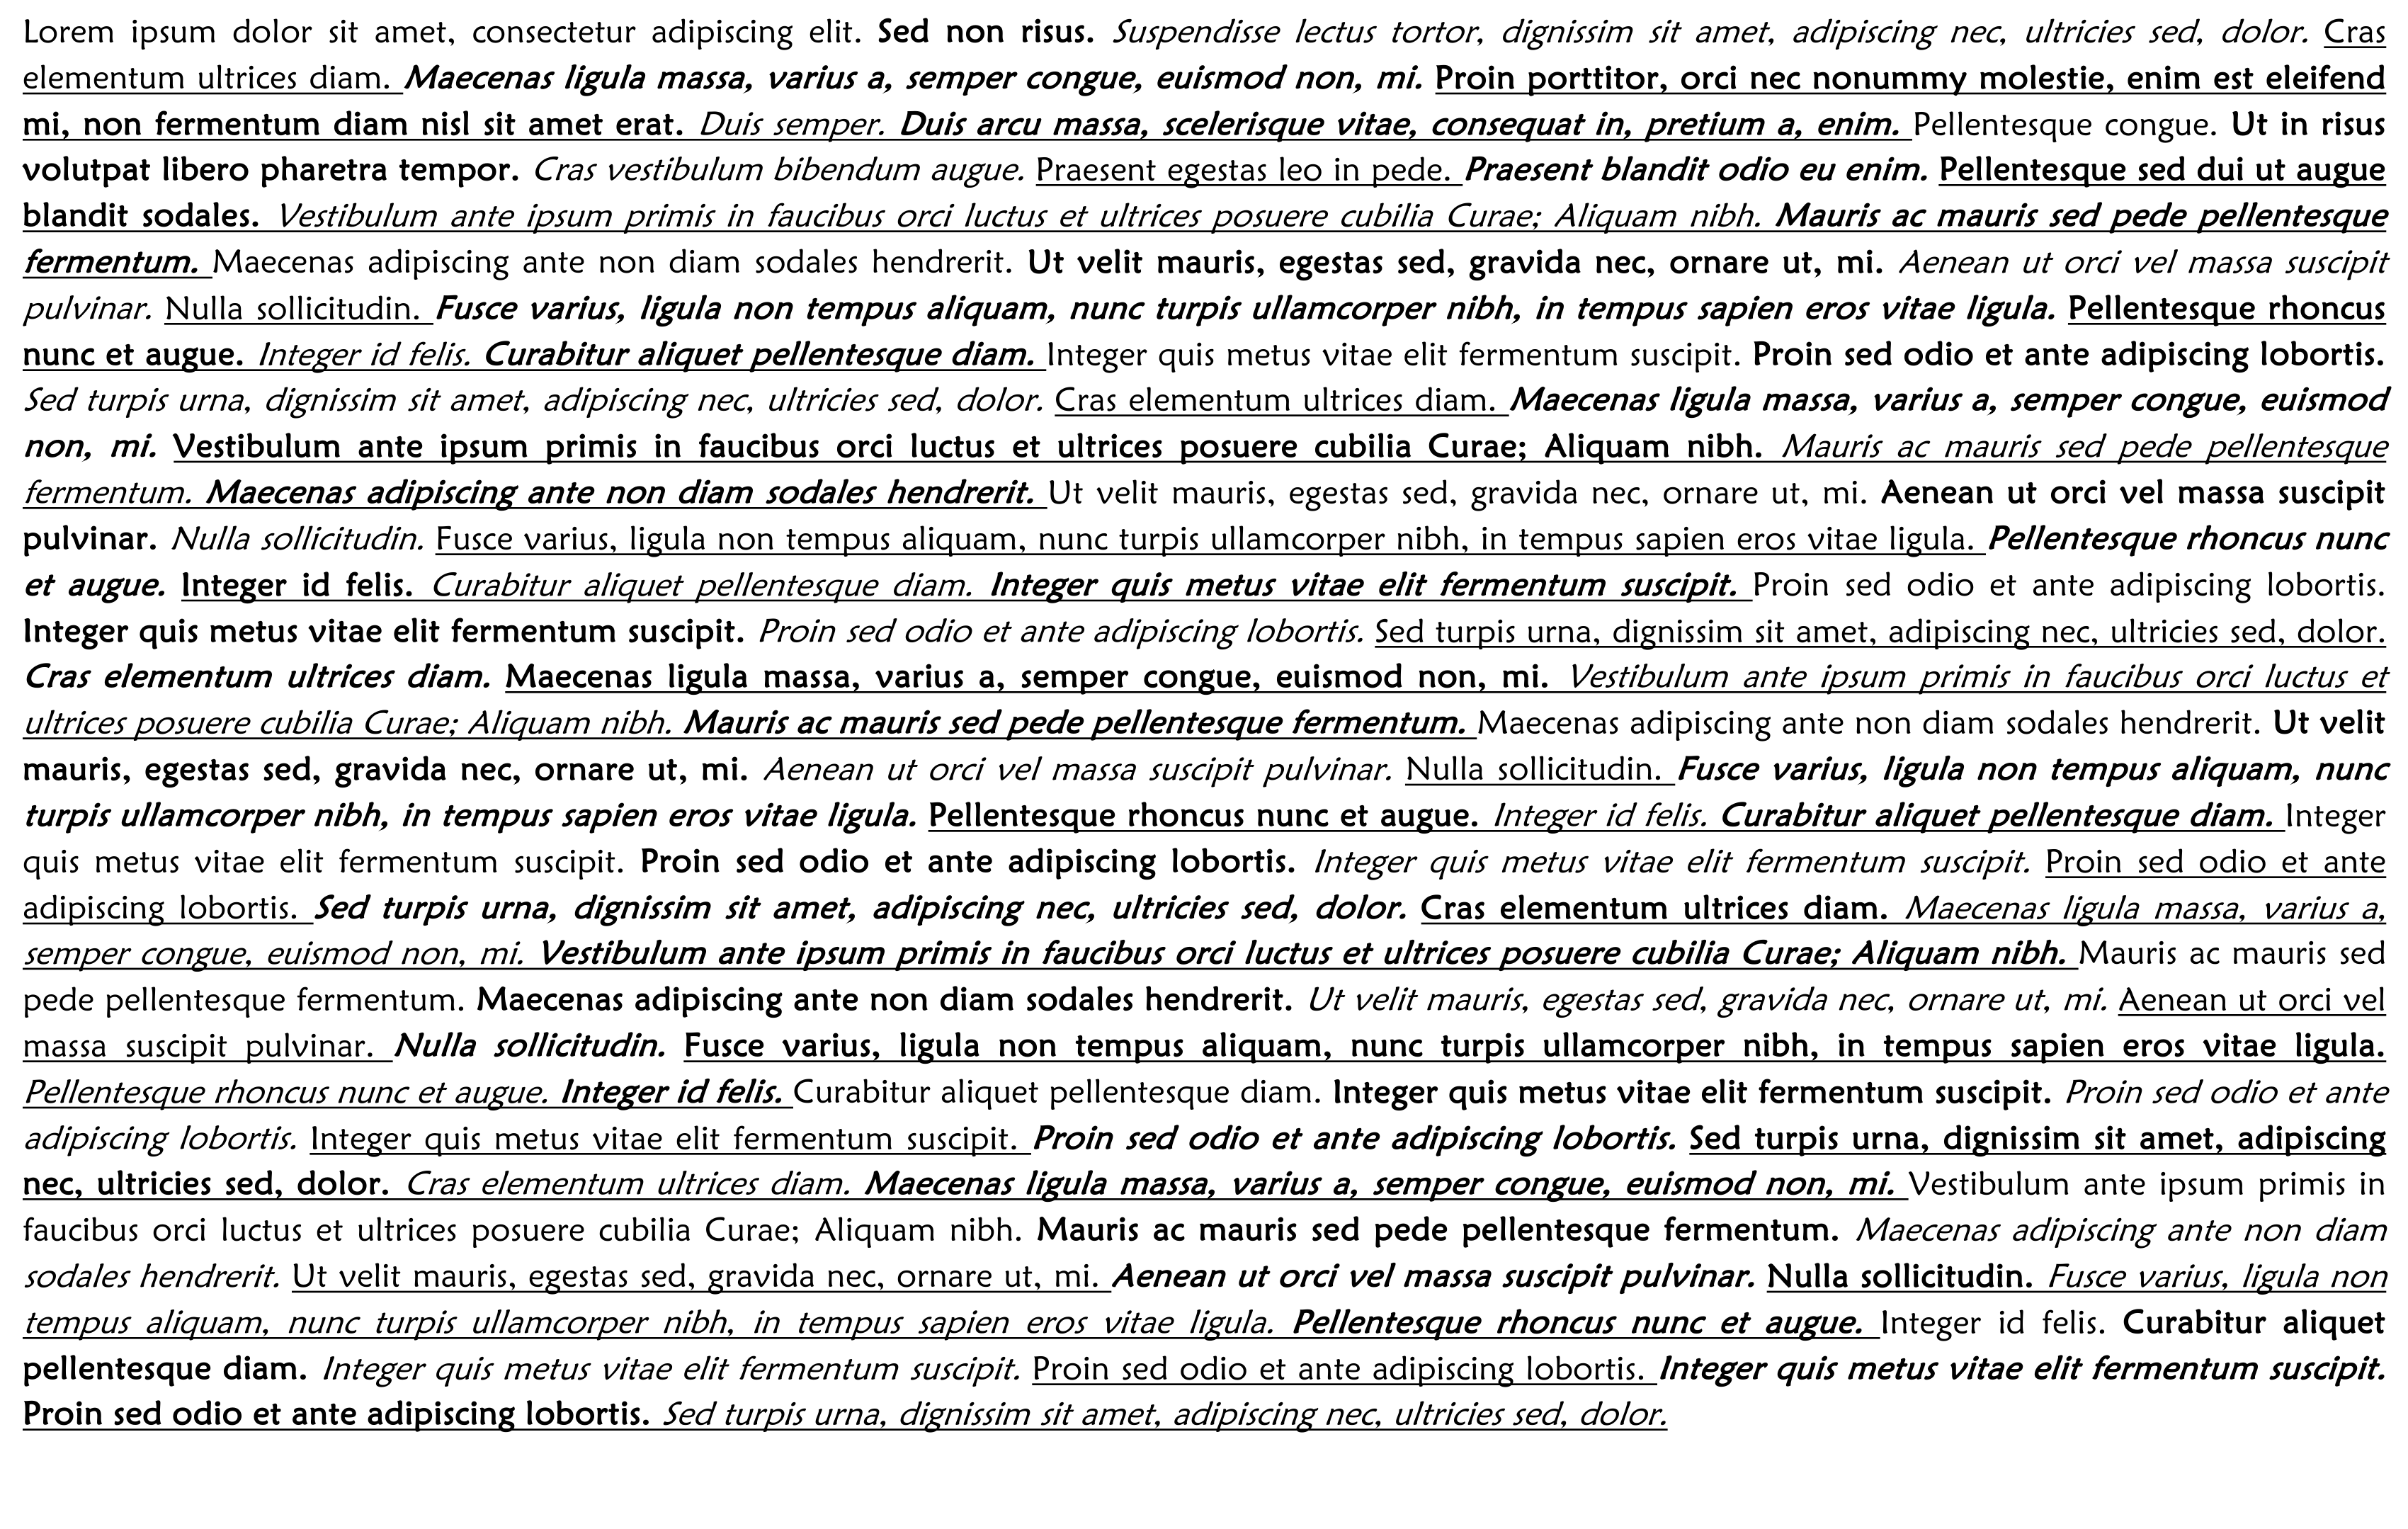 Lorem ipsum dolor sit amet, consectetur adipiscing elit. Sed non risus. Suspendisse lectus tortor, dignissim sit amet, adipiscing nec, ultricies sed, dolor. Cras
elementum ultrices diam. Maecenas ligula massa, varius a, semper congue, euismod non, mi. Proin porttitor, orci nec nonummy molestie, enim est eleifend
mi, non fermentum diam nisl sit amet erat. Duis semper. Duis arcu massa, scelerisque vitae, consequat in, pretium a, enim. Pellentesque congue. Ut in risus
volutpat libero pharetra tempor. Cras vestibulum bibendum augue. Praesent egestas leo in pede. Praesent blandit odio eu enim. Pellentesque sed dui ut augue
blandit sodales. Vestibulum ante ipsum primis in faucibus orci luctus et ultrices posuere cubilia Curae; Aliquam nibh. Mauris ac mauris sed pede pellentesque
fermentum. Maecenas adipiscing ante non diam sodales hendrerit. Ut velit mauris, egestas sed, gravida nec, ornare ut, mi. Aenean ut orci vel massa suscipit
pulvinar. Nulla sollicitudin. Fusce varius, ligula non tempus aliquam, nunc turpis ullamcorper nibh, in tempus sapien eros vitae ligula. Pellentesque rhoncus
nunc et augue. Integer id felis. Curabitur aliquet pellentesque diam. Integer quis metus vitae elit fermentum suscipit. Proin sed odio et ante adipiscing lobortis.
Sed turpis urna, dignissim sit amet, adipiscing nec, ultricies sed, dolor. Cras elementum ultrices diam. Maecenas ligula massa, varius a, semper congue, euismod
non, mi. Vestibulum ante ipsum primis in faucibus orci luctus et ultrices posuere cubilia Curae; Aliquam nibh. Mauris ac mauris sed pede pellentesque
fermentum. Maecenas adipiscing ante non diam sodales hendrerit. Ut velit mauris, egestas sed, gravida nec, ornare ut, mi. Aenean ut orci vel massa suscipit
pulvinar. Nulla sollicitudin. Fusce varius, ligula non tempus aliquam, nunc turpis ullamcorper nibh, in tempus sapien eros vitae ligula. Pellentesque rhoncus nunc
et augue. Integer id felis. Curabitur aliquet pellentesque diam. Integer quis metus vitae elit fermentum suscipit. Proin sed odio et ante adipiscing lobortis.
Integer quis metus vitae elit fermentum suscipit. Proin sed odio et ante adipiscing lobortis. Sed turpis urna, dignissim sit amet, adipiscing nec, ultricies sed, dolor.
Cras elementum ultrices diam. Maecenas ligula massa, varius a, semper congue, euismod non, mi. Vestibulum ante ipsum primis in faucibus orci luctus et
ultrices posuere cubilia Curae; Aliquam nibh. Mauris ac mauris sed pede pellentesque fermentum. Maecenas adipiscing ante non diam sodales hendrerit. Ut velit
mauris, egestas sed, gravida nec, ornare ut, mi. Aenean ut orci vel massa suscipit pulvinar. Nulla sollicitudin. Fusce varius, ligula non tempus aliquam, nunc
turpis ullamcorper nibh, in tempus sapien eros vitae ligula. Pellentesque rhoncus nunc et augue. Integer id felis. Curabitur aliquet pellentesque diam. Integer
quis metus vitae elit fermentum suscipit. Proin sed odio et ante adipiscing lobortis. Integer quis metus vitae elit fermentum suscipit. Proin sed odio et ante
adipiscing lobortis. Sed turpis urna, dignissim sit amet, adipiscing nec, ultricies sed, dolor. Cras elementum ultrices diam. Maecenas ligula massa, varius a,
semper congue, euismod non, mi. Vestibulum ante ipsum primis in faucibus orci luctus et ultrices posuere cubilia Curae; Aliquam nibh. Mauris ac mauris sed
pede pellentesque fermentum. Maecenas adipiscing ante non diam sodales hendrerit. Ut velit mauris, egestas sed, gravida nec, ornare ut, mi. Aenean ut orci vel
massa suscipit pulvinar. Nulla sollicitudin. Fusce varius, ligula non tempus aliquam, nunc turpis ullamcorper nibh, in tempus sapien eros vitae ligula.
Pellentesque rhoncus nunc et augue. Integer id felis. Curabitur aliquet pellentesque diam. Integer quis metus vitae elit fermentum suscipit. Proin sed odio et ante
adipiscing lobortis. Integer quis metus vitae elit fermentum suscipit. Proin sed odio et ante adipiscing lobortis. Sed turpis urna, dignissim sit amet, adipiscing
nec, ultricies sed, dolor. Cras elementum ultrices diam. Maecenas ligula massa, varius a, semper congue, euismod non, mi. Vestibulum ante ipsum primis in
faucibus orci luctus et ultrices posuere cubilia Curae; Aliquam nibh. Mauris ac mauris sed pede pellentesque fermentum. Maecenas adipiscing ante non diam
sodales hendrerit. Ut velit mauris, egestas sed, gravida nec, ornare ut, mi. Aenean ut orci vel massa suscipit pulvinar. Nulla sollicitudin. Fusce varius, ligula non
tempus aliquam, nunc turpis ullamcorper nibh, in tempus sapien eros vitae ligula. Pellentesque rhoncus nunc et augue. Integer id felis. Curabitur aliquet
pellentesque diam. Integer quis metus vitae elit fermentum suscipit. Proin sed odio et ante adipiscing lobortis. Integer quis metus vitae elit fermentum suscipit.
Proin sed odio et ante adipiscing lobortis. Sed turpis urna, dignissim sit amet, adipiscing nec, ultricies sed, dolor.